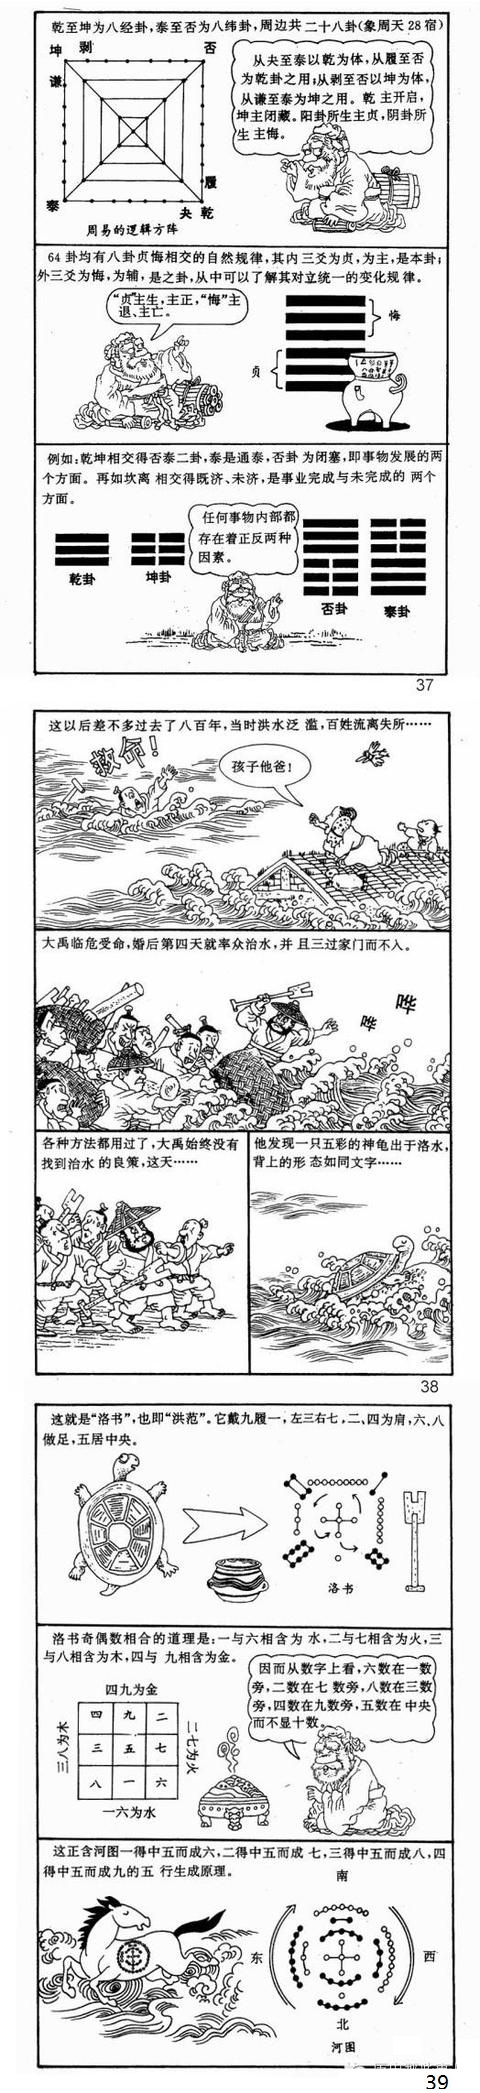 乾至坤为八经卦,泰至否为八纬卦,周边共二十八卦(象周天28宿)
坤 剥 否
谦
履
泰 夬 乾
周易的逻辑方阵
从夬至泰以乾为体,从履至否
为乾卦之用;从剥至否以坤为体,
从谦至泰为坤之用。乾 主开启,
坤主闭藏。阳卦所生主贞,阴卦所
生 主悔。
64 卦均有八卦贞悔相交的自然规律,其内 三爻为贞,为主,是本卦;
外三爻为悔,为辅,是之卦,从中可以了解其对立统一的变化规律。
“贞”主生,主正,“悔”主
退、主亡。
悔
贞
例如:乾坤相交得否泰二卦,泰是通泰,否卦 为闭塞,即事物发展的两
个方面。再如坎离 相交得既济、未济,是事业完成与未完成的 两个
方面。
任何事物内部都
存在着正反两种
因素。
乾卦
坤卦
否卦
泰卦
37
这以后差不多过去了八百年,当时洪水泛 滥,百姓流离失所……
救命!
孩子他爸!
大禹临危受命,婚后第四天就率众治水,并 且三过家门而不入。
哗
哗
各种方法都用过了,大禹始终没有
找到治水 的良策,这天……
他发现一只五彩的神龟出于洛水,
背上的形 态如同文字……
38
这就是“洛书”,也即“洪范”。它戴九履一,左三右七,二、四为肩,六、八
做足,五居中央。
洛书
洛书奇偶数相合的道理是:一与六相含为 水,二与七相含为火,三
与八相含为木,四与 九相含为金。
四九为金
三八为木
四 九 二
三 五 七
八 一 六
二七为火
一六为水
因而从数字上看,六数在一数
旁,二数在七 数旁,八数在三数
旁,四数在九数旁,五数在 中央
而不显十数。
这正含河图一得中五而成六,二得中五而成 七,三得中五而成八,四
得中五而成九的五 行生成原理。
南
东
西
北
河图
39